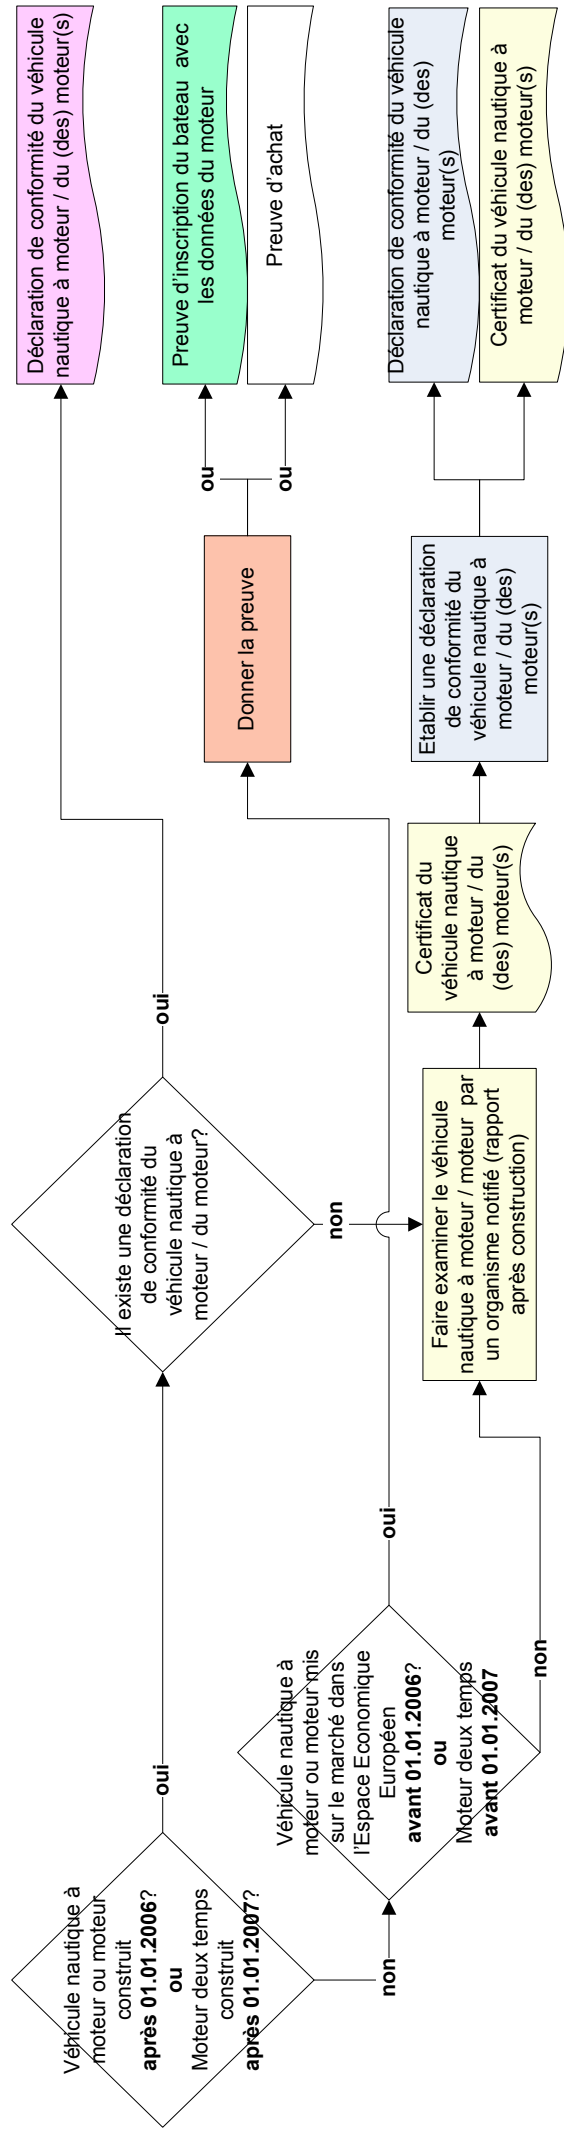 Véhicule nautique à
moteur ou moteur
construit
après 01.01.2006?
ou
Moteur deux temps
construit
après 01.01.2007?
oui
non
Véhicule nautique à
moteur ou moteur mis
sur le marché dans
l'Espace Economique
Européen
avant 01.01.2006?
ou
Moteur deux temps
avant 01.01.2007
oui
non
Il existe une déclaration
de conformité du
véhicule nautique à
moteur / du moteur?
oui
non
Faire examiner le véhicule
nautique à moteur / moteur par
un organisme notifié (rapport
après construction)
Certificat du
véhicule nautique
à moteur / du
(des) moteur(s)
Etablir une déclaration
de conformité du
véhicule nautique à
moteur / du (des)
moteur(s)
Donner la preuve
ou
ou
Déclaration de conformité du véhicule
nautique à moteur / du (des) moteur(s)
Preuve d'inscription du bateau avec
les données du moteur
Preuve d'achat
Déclaration de conformité du véhicule
nautique à moteur / du (des)
moteur(s)
Certificat du véhicule nautique à
moteur / du (des) moteur(s)